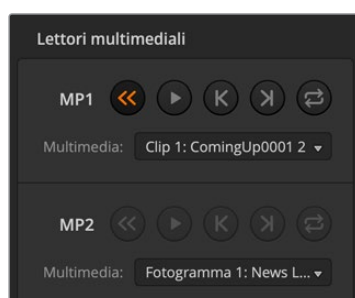 Lettori multimediali
MP1
Multimedia: Clip 1: ComingUp0001 2
MP2
Multimedia: Fotogramma 1: News L...